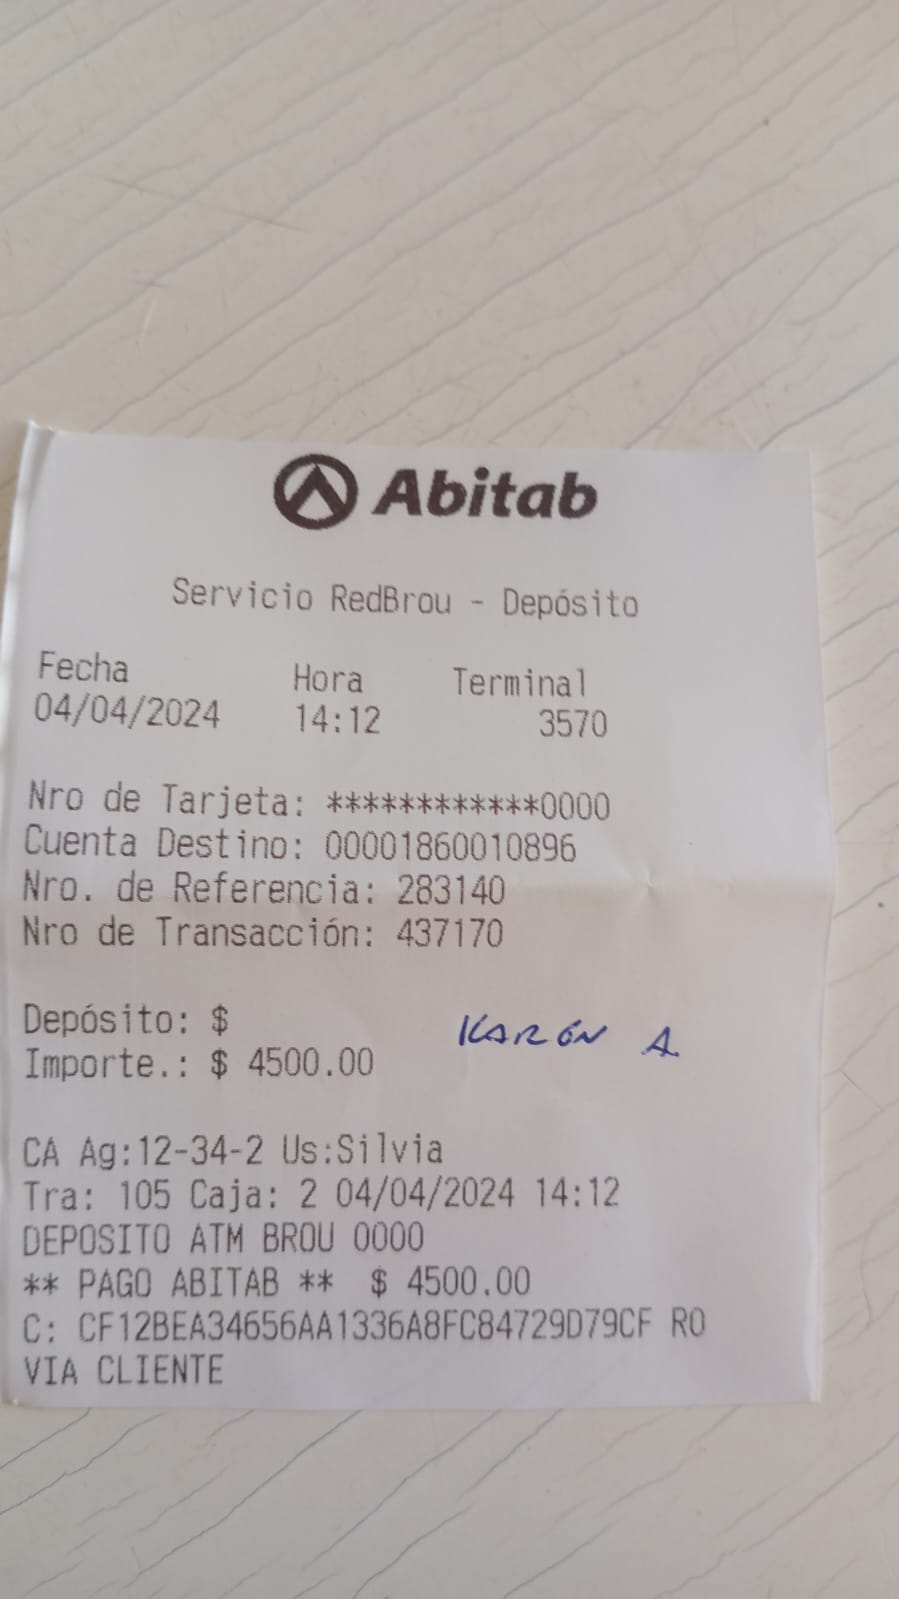 Abitab
Servicio RedBrou - Depósito
Fecha Hora Terminal
04/04/2024 14:12 3570
Nro de Tarjeta: ************0000
Cuenta Destino: 00001860010896
Nro. de Referencia: 283140
Nro de Transacción: 437170
Depósito: $
KAREN A
Importe.: $ 4500.00
CA Ag:12-34-2 Us:Silvia
Tra: 105 Caja: 2 04/04/2024 14:12
DEPOSITO ATM BROU 0000
** PAGO ABITAB ** $ 4500.00
C: CF12BEA34656AA1336A8FC84729D79CF RO
VIA CLIENTE